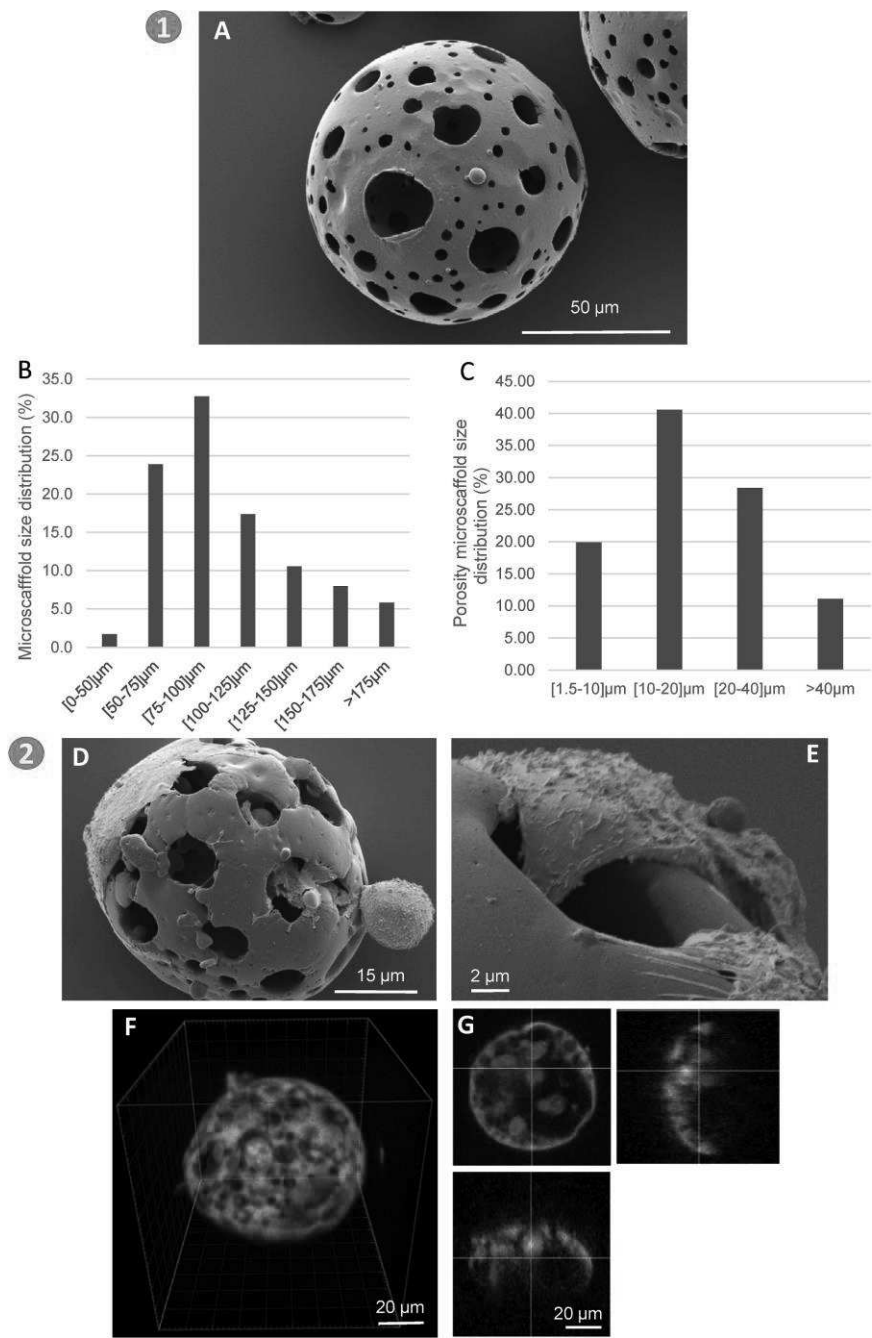 1
A
50 µm
B
Microscafffold size distribution (%)
35.0
30.0
25.0
20.0
15.0
10.0
5.0
0.0
[0-50]µm
[50-75]µm
[75-100]µm
[100-125]µm
[125-150]µm
[150-175]µm
>175µm
C
Porosity microscaffold size
distribution (%)
45.00
40.00
35.00
30.00
25.00
20.00
15.00
10.00
5.00
0.00
[1.5-10]µm
[10-20]µm
[20-40]µm
>40µm
2
D
15 µm
E
2 µm
F
20 µm
G
20 µm